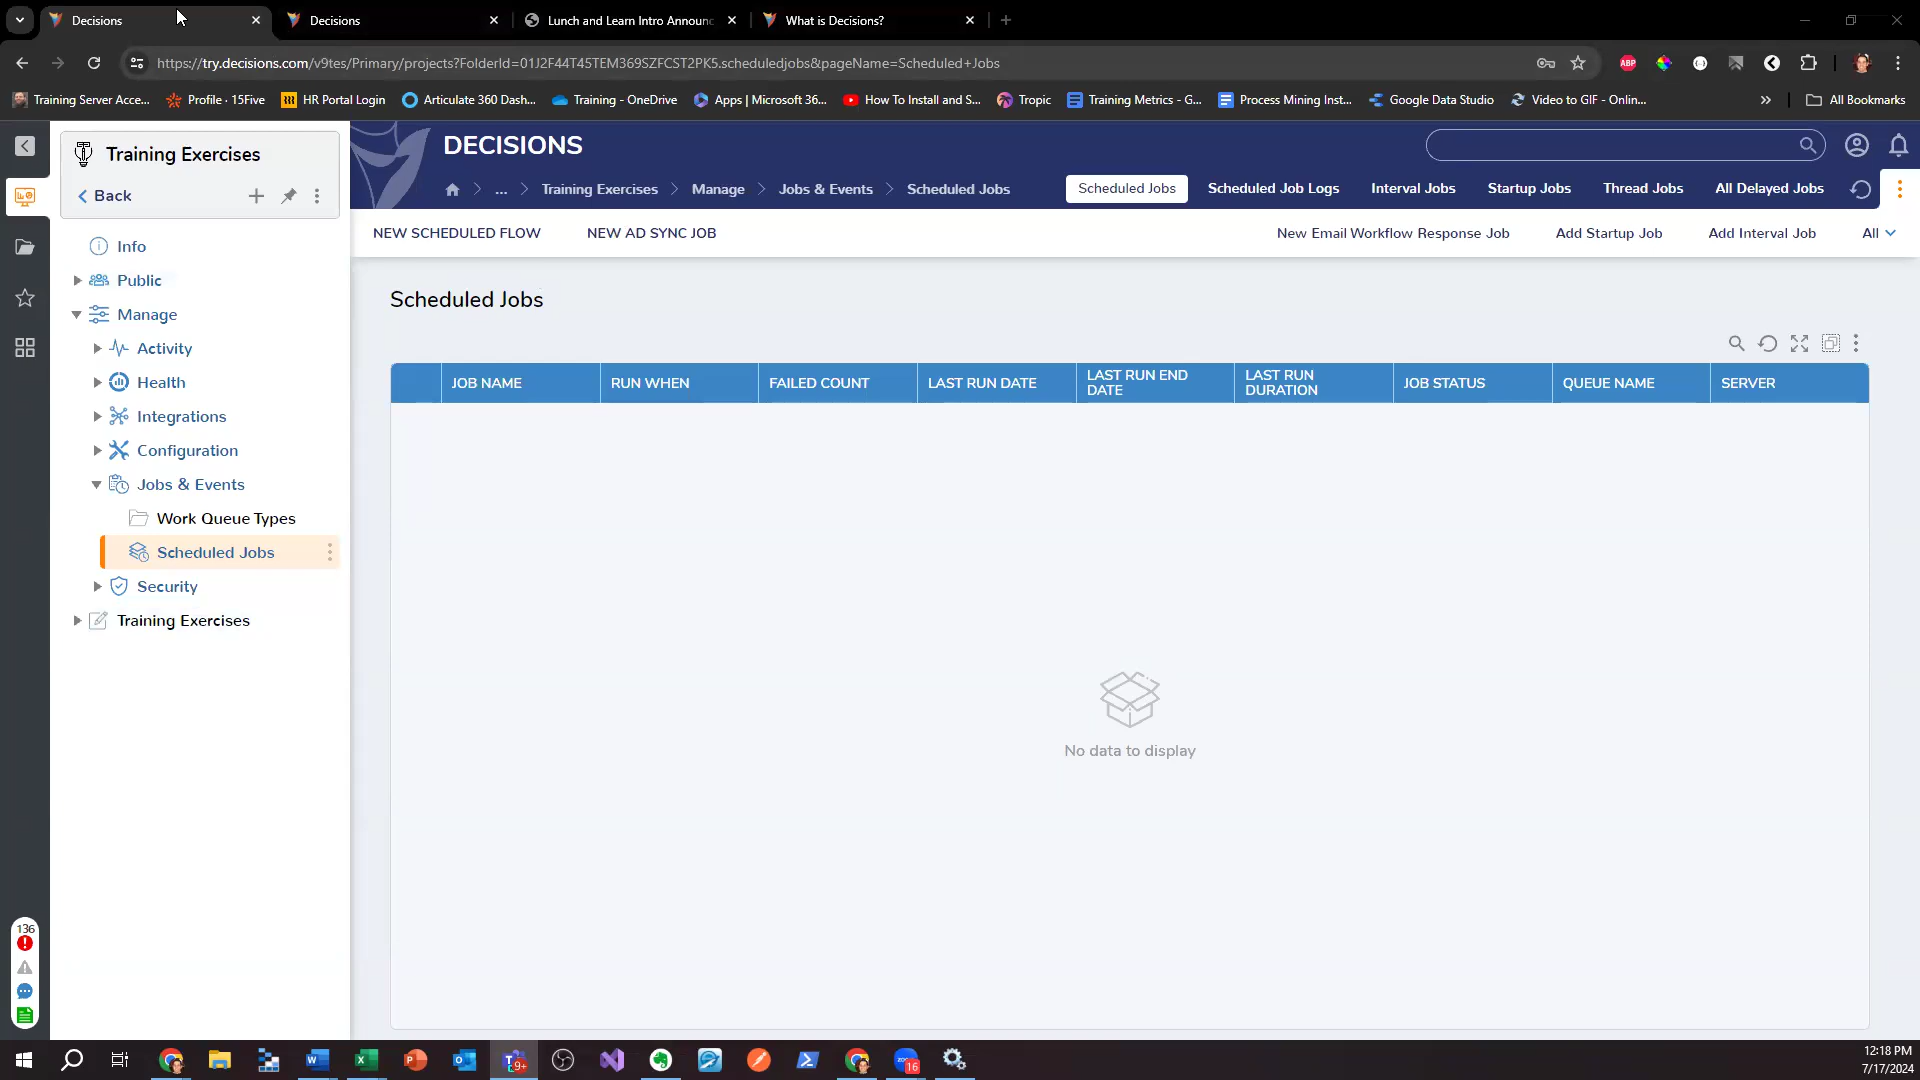 Decisions
Decisions
Lunch and Learn Intro Announc
What is Decisions?
https://try.decisions.com/v9tes/Primary/projects?FolderId=01J2F44T45TEM369SZFCST2PK5.scheduledjobs&pageName=Scheduled+Jobs
ABP
Training Server Acce...
Profile · 15Five
HR Portal Login
Articulate 360 Dash...
Training - OneDrive
Apps | Microsoft 36...
How To Install and S...
Tropic
Training Metrics - G...
Process Mining Inst...
Google Data Studio
Video to GIF - Onlin...
All Bookmarks
Training Exercises
Back
DECISIONS
... Training Exercises Manage Jobs & Events Scheduled Jobs
Scheduled Jobs
Scheduled Job Logs
Interval Jobs
Startup Jobs
Thread Jobs
All Delayed Jobs
NEW SCHEDULED FLOW
NEW AD SYNC JOB
New Email Workflow Response Job
Add Startup Job
Add Interval Job
All
Info
Public
Manage
Activity
Health
Integrations
Configuration
Jobs & Events
Work Queue Types
Scheduled Jobs
Security
Training Exercises
Scheduled Jobs
JOB NAME
RUN WHEN
FAILED COUNT
LAST RUN DATE
LAST RUN END
DATE
LAST RUN
DURATION
JOB STATUS
QUEUE NAME
SERVER
No data to display
136
9+
16
12:18 PM
7/17/2024